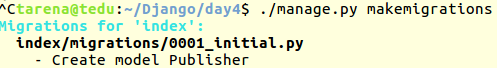 ^Ctarena@tedu:~/Django/day4$ ./manage.py makemigrations
Migrations for 'index':
index/migrations/0001_initial.py
- Create model Publisher